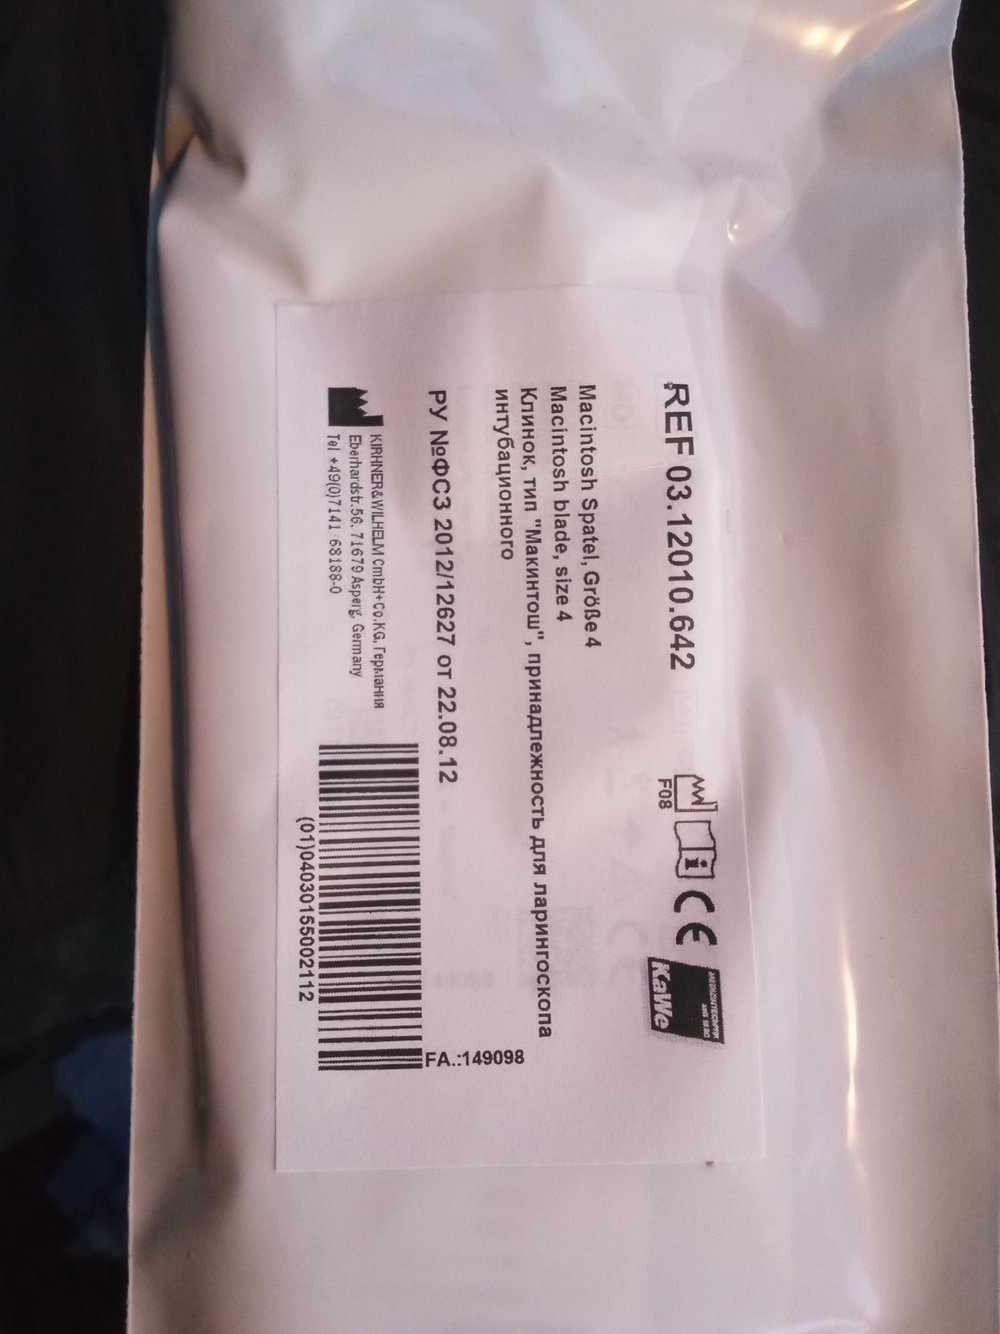 REF 03.12010.642
F08
CE
KaWe
Macintosh Spatel, Größe 4
Macintosh blade, size 4
Клинок, тип "Макинтош", принадлежность для ларингоскопа
интубационного
РУ №ФСЗ 2012/12627 от 22.08.12
FA.:149098
KIRHNER&WILHELM CmbH+Co.KG, Германия
Eberhardstr.56. 71679 Asperg, Germany
Tel +49(0)7141/68188-0
(01)04030155002112